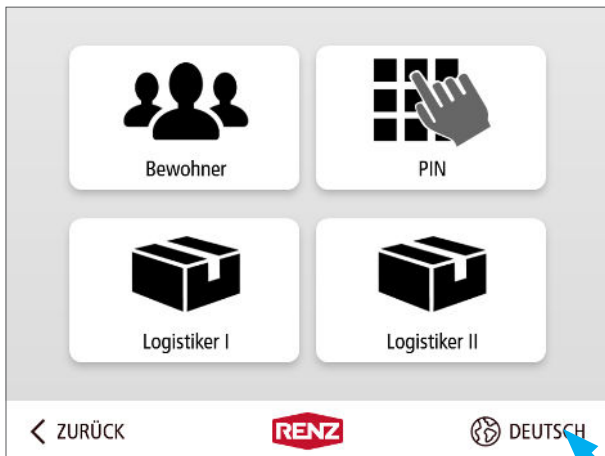 Bewohner
PIN
Logistiker I
Logistiker II
ZURÜCK
RENZ
DEUTSCH